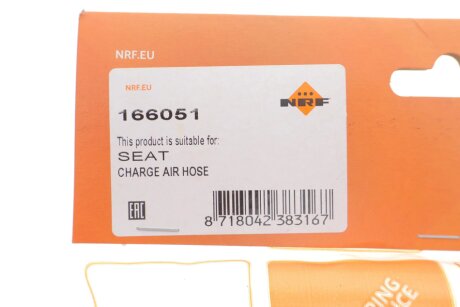 NRF.EU
NRF.EU
166051
NRF
This product is suitable for:
SEAT
CHARGE AIR HOSE
EAC
8 718042 383167